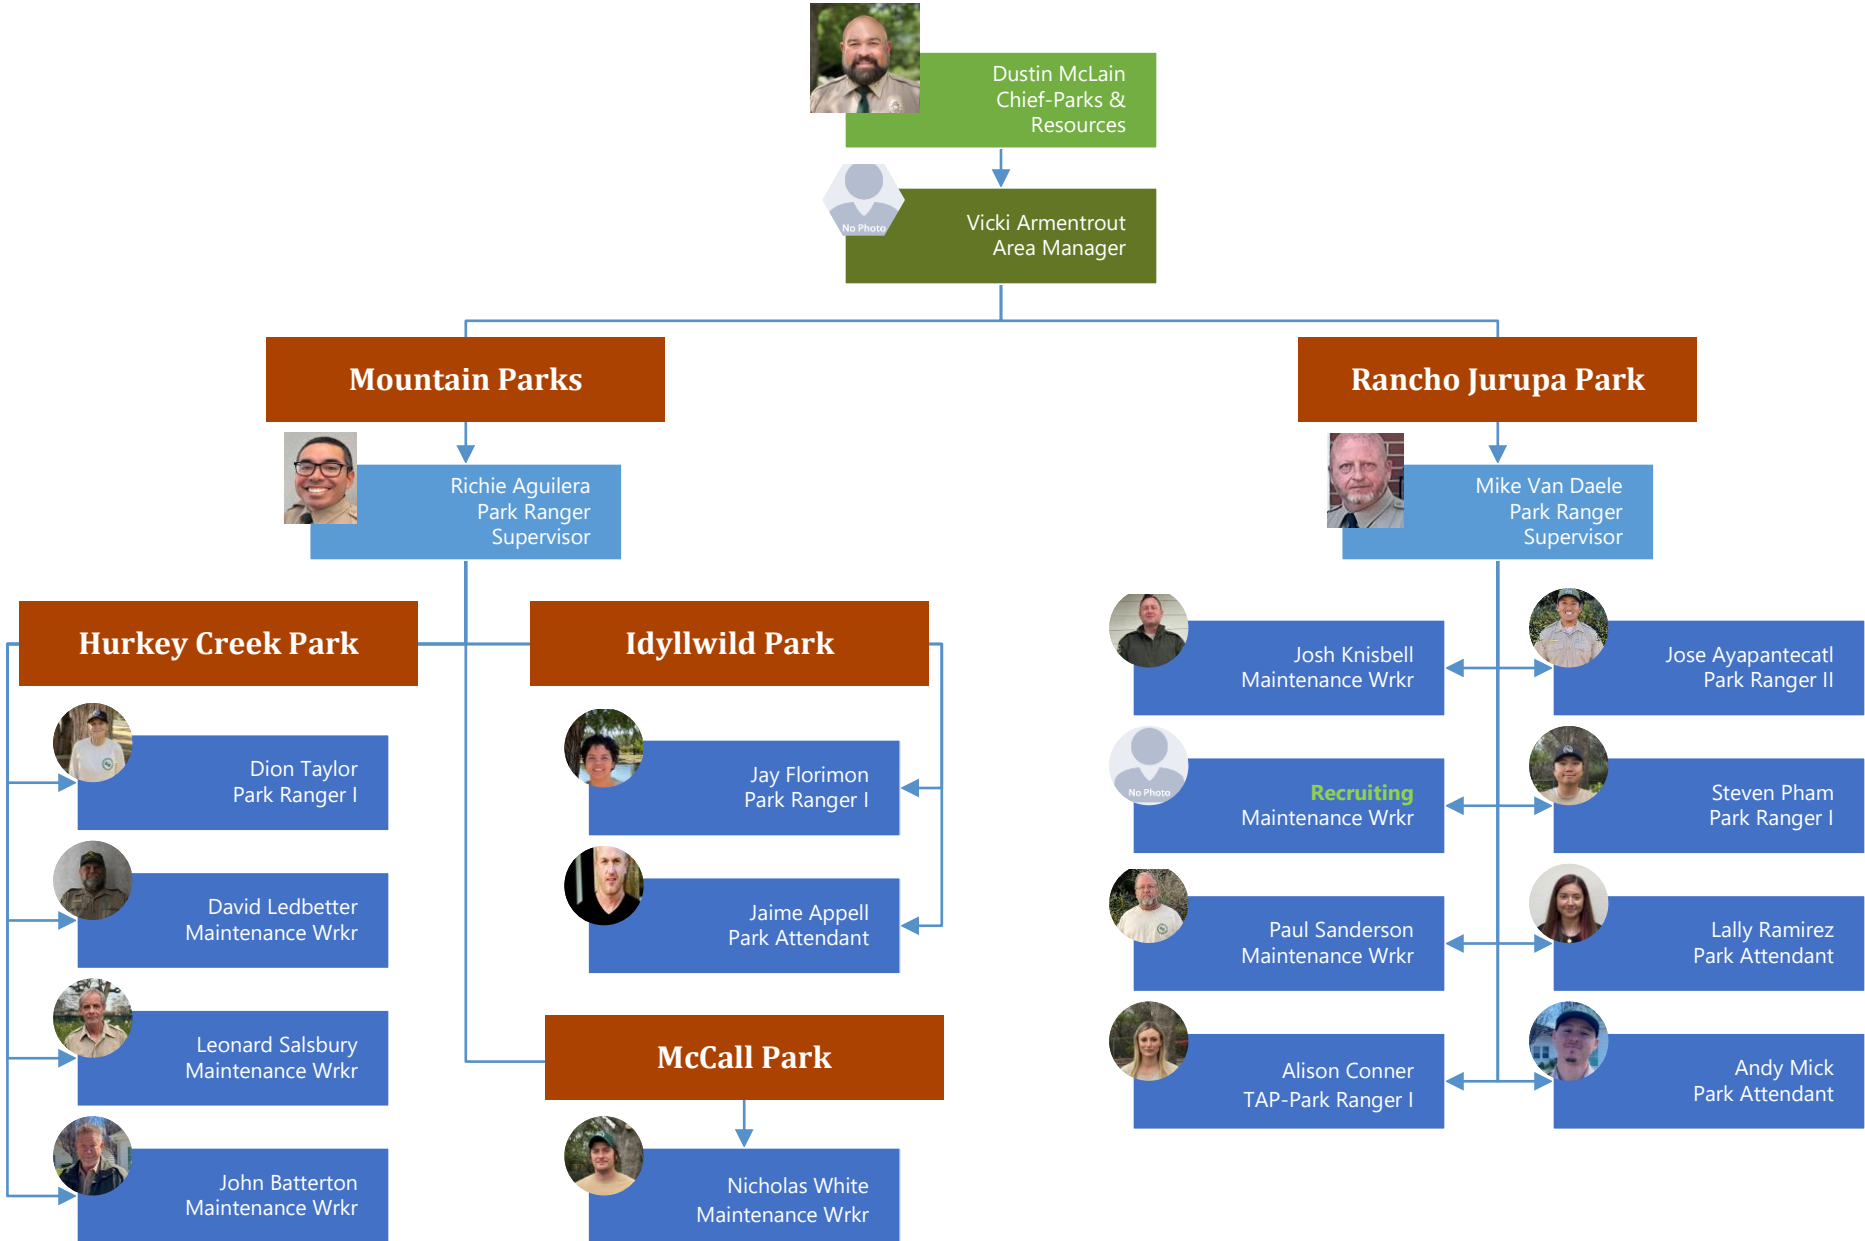 Dustin McLain
Chief-Parks &
Resources
No Photo
Vicki Armentrout
Area Manager
Mountain Parks
Richie Aguilera
Park Ranger
Supervisor
Hurkey Creek Park
Dion Taylor
Park Ranger I
David Ledbetter
Maintenance Wrkr
Leonard Salsbury
Maintenance Wrkr
John Batterton
Maintenance Wrkr
Idyllwild Park
Jay Florimon
Park Ranger I
Jaime Appell
Park Attendant
McCall Park
Nicholas White
Maintenance Wrkr
Rancho Jurupa Park
Mike Van Daele
Park Ranger
Supervisor
Josh Knisbell
Maintenance Wrkr
No Photo
Recruiting
Maintenance Wrkr
Paul Sanderson
Maintenance Wrkr
Alison Conner
TAP-Park Ranger I
Jose Ayapantecatl
Park Ranger II
Steven Pham
Park Ranger I
Lally Ramirez
Park Attendant
Andy Mick
Park Attendant